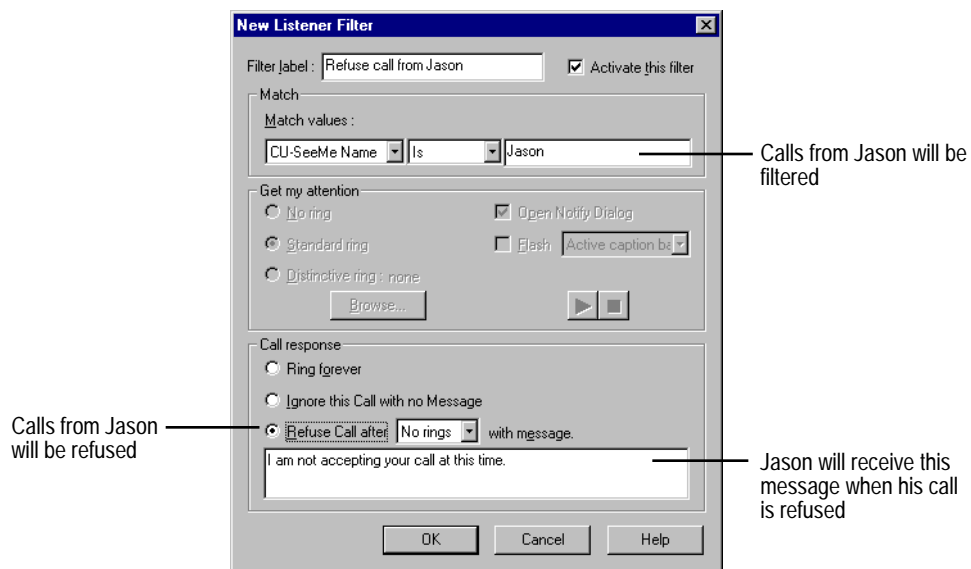 New Listener Filter
Filter label : Refuse call from Jason Activate this filter
Match
Match values :
CU-SeeMe Name Is Jason
Calls from Jason will be
filtered
Get my attention
No ring Open Notify Dialog
Standard ring Flash Active caption ba
Distinctive ring : none
Browse...
Call response
Ring forever
Ignore this Call with no Message
Calls from Jason
will be refused
Refuse Call after No rings with message.
I am not accepting your call at this time.
Jason will receive this
message when his call
is refused
OK Cancel Help